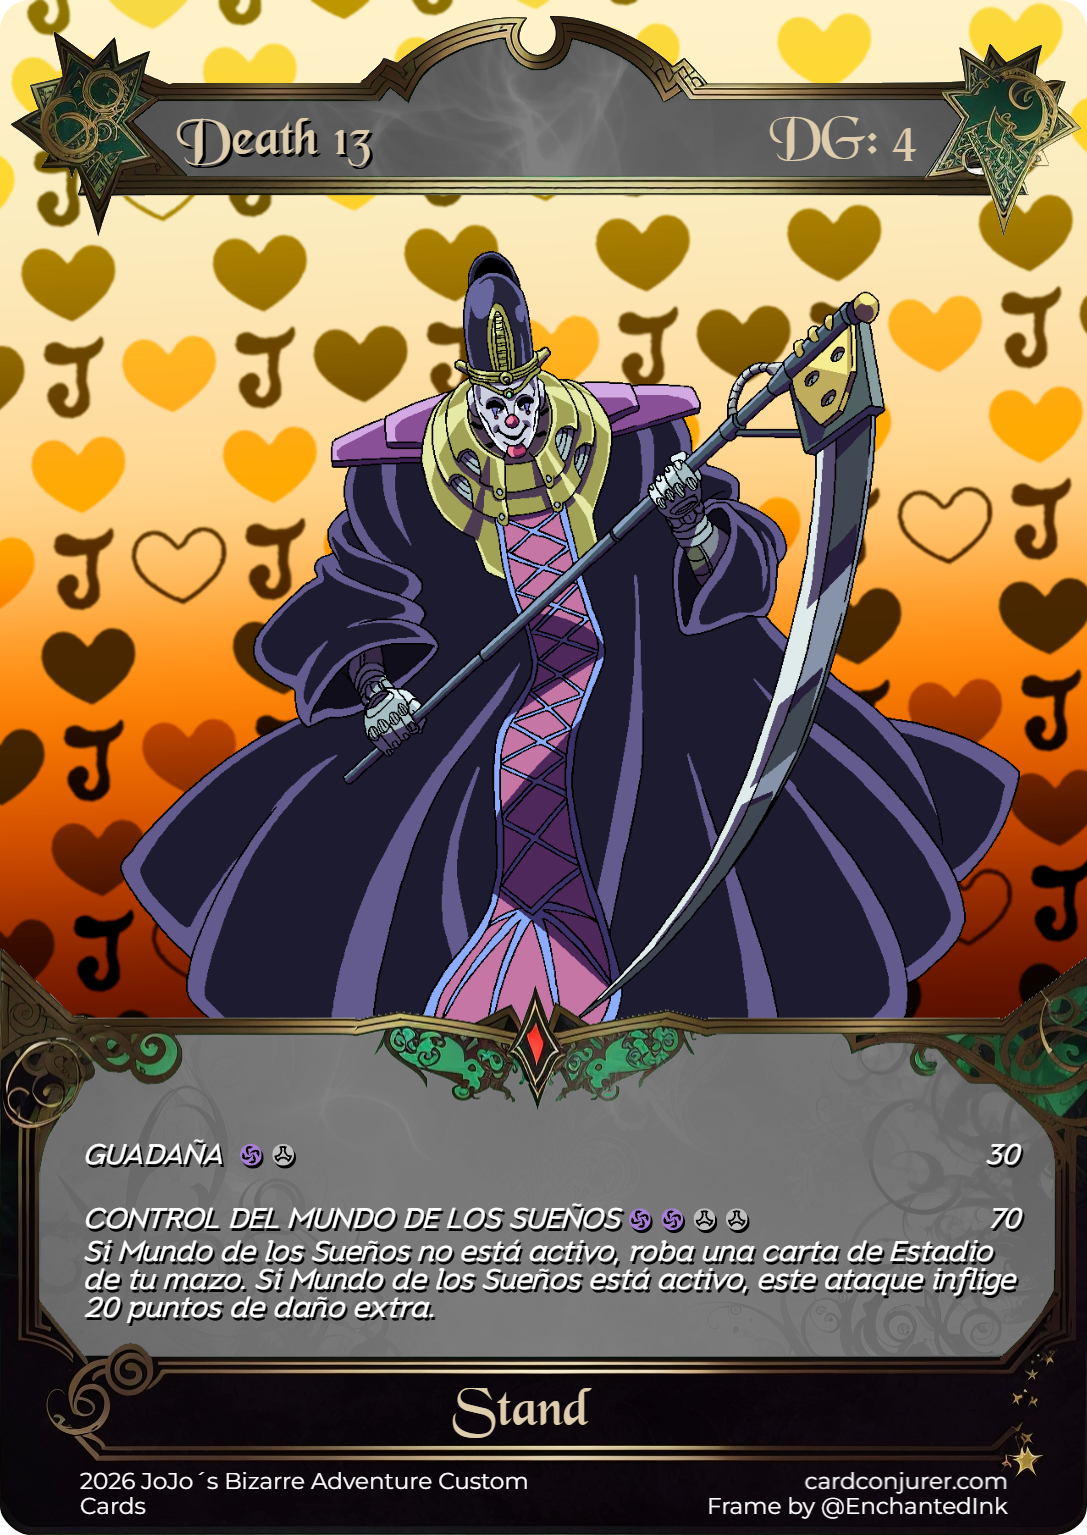 Death 13 DG: 4
GUADAÑA 30
CONTROL DEL MUNDO DE LOS SUEÑOS 70
Si Mundo de los Sueños no está activo, roba una carta de Estadio
de tu mazo. Si Mundo de los Sueños está activo, este ataque inflige
20 puntos de daño extra.
Stand
2026 JoJo´s Bizarre Adventure Custom
Cards
cardconjurer.com
Frame by @EnchantedInk